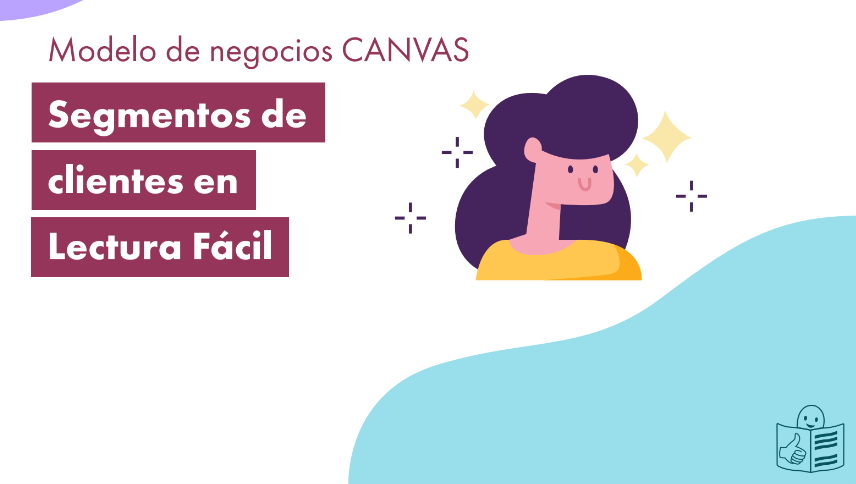 Modelo de negocios CANVAS
Segmentos de
clientes en
Lectura Fácil